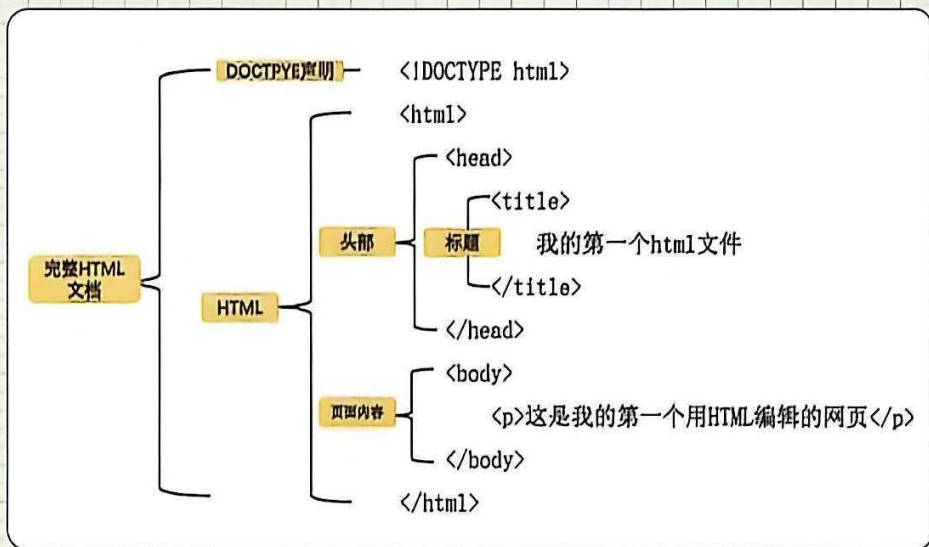 DOCTPYE声明 <!DOCTYPE html>
<html>
<head>
<title>
头部 标题 我的第一个html文件
完整HTML
文档
</title>
HTML
</head>
<body>
页面内容
<p>这是我的第一个用HTML编辑的网页</p>
</body>
</html>